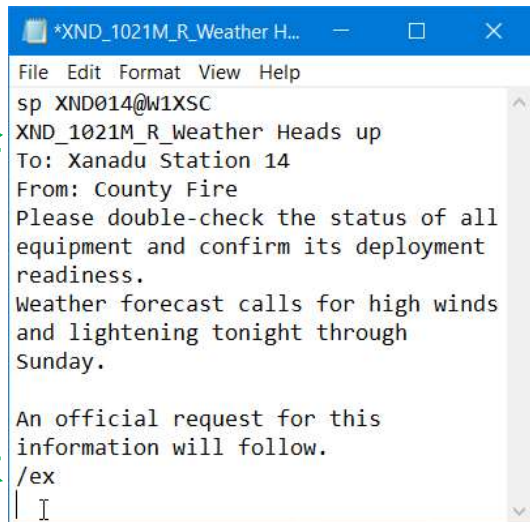 *XND_1021M_R_Weather H...
File Edit Format View Help
sp XND014@W1XSC
XND_1021M_R_Weather Heads up
To: Xanadu Station 14
From: County Fire
Please double-check the status of all
equipment and confirm its deployment
readiness.
Weather forecast calls for high winds
and lightening tonight through
Sunday.
An official request for this
information will follow.
/ex